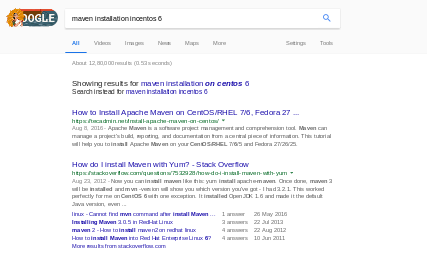 OOGLE
maven installation incentos 6
All Videos Images News Maps More Settings Tools
About 12,80,000 results (0.53 seconds)
Showing results for maven installation on centos 6
Search instead for maven installation incentos 6
How to Install Apache Maven on CentOS/RHEL 7/6, Fedora 27 ...
https://tecadmin.net/install-apache-maven-on-centos/
Aug 8, 2016 - Apache Maven is a software project management and comprehension tool. Maven can
manage a project's build, reporting, and documentation from a central piece of information. This tutorial
will help you to install Apache Maven on your CentOS/RHEL 7/6/5 and Fedora 27/26/25.
How do I install Maven with Yum? - Stack Overflow
https://stackoverflow.com/questions/7532928/how-do-i-install-maven-with-yum
Aug 23, 2012 - Now you can install maven like this: yum install apache-maven. Once done, maven 3
will be installed and mvn -version will show you which version you've got - I had 3.2.1. This worked
perfectly for me on CentOS 6 with one exception. It installed OpenJDK 1.6 and made it the default
Java version, even ...
linux - Cannot find mvn command after install Maven ... 1 answer 26 May 2016
Installing Maven 3.0.5 in RedHat Linux 3 answers 22 Jul 2013
maven 2 - How to install maven2 on redhat linux 4 answers 22 Aug 2012
How to install Maven into Red Hat Enterprise Linux 6? 4 answers 10 Jun 2011
More results from stackoverflow.com